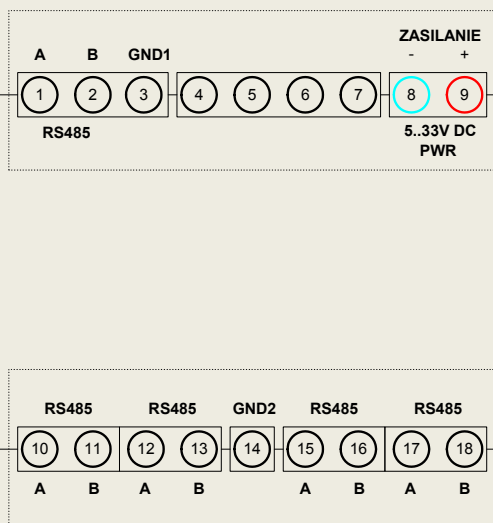 ZASILANIE
A B GND1 - +
1 2 3 4 5 6 7 8 9
RS485 5..33V DC
PWR
RS485 RS485 GND2 RS485 RS485
10 11 12 13 14 15 16 17 18
A B A B A B A B